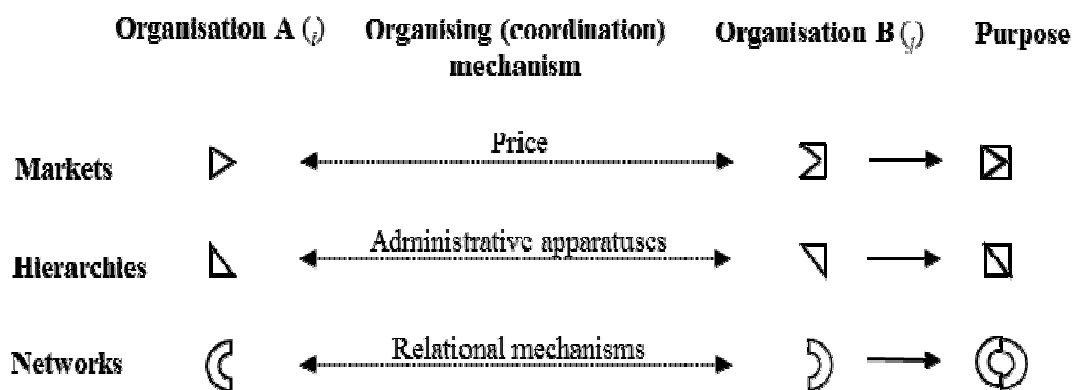 Organisation A (i) Organising (coordination) Organisation B (j) Purpose
mechanism
Markets Price
Hierarchies Administrative apparatuses
Networks Relational mechanisms